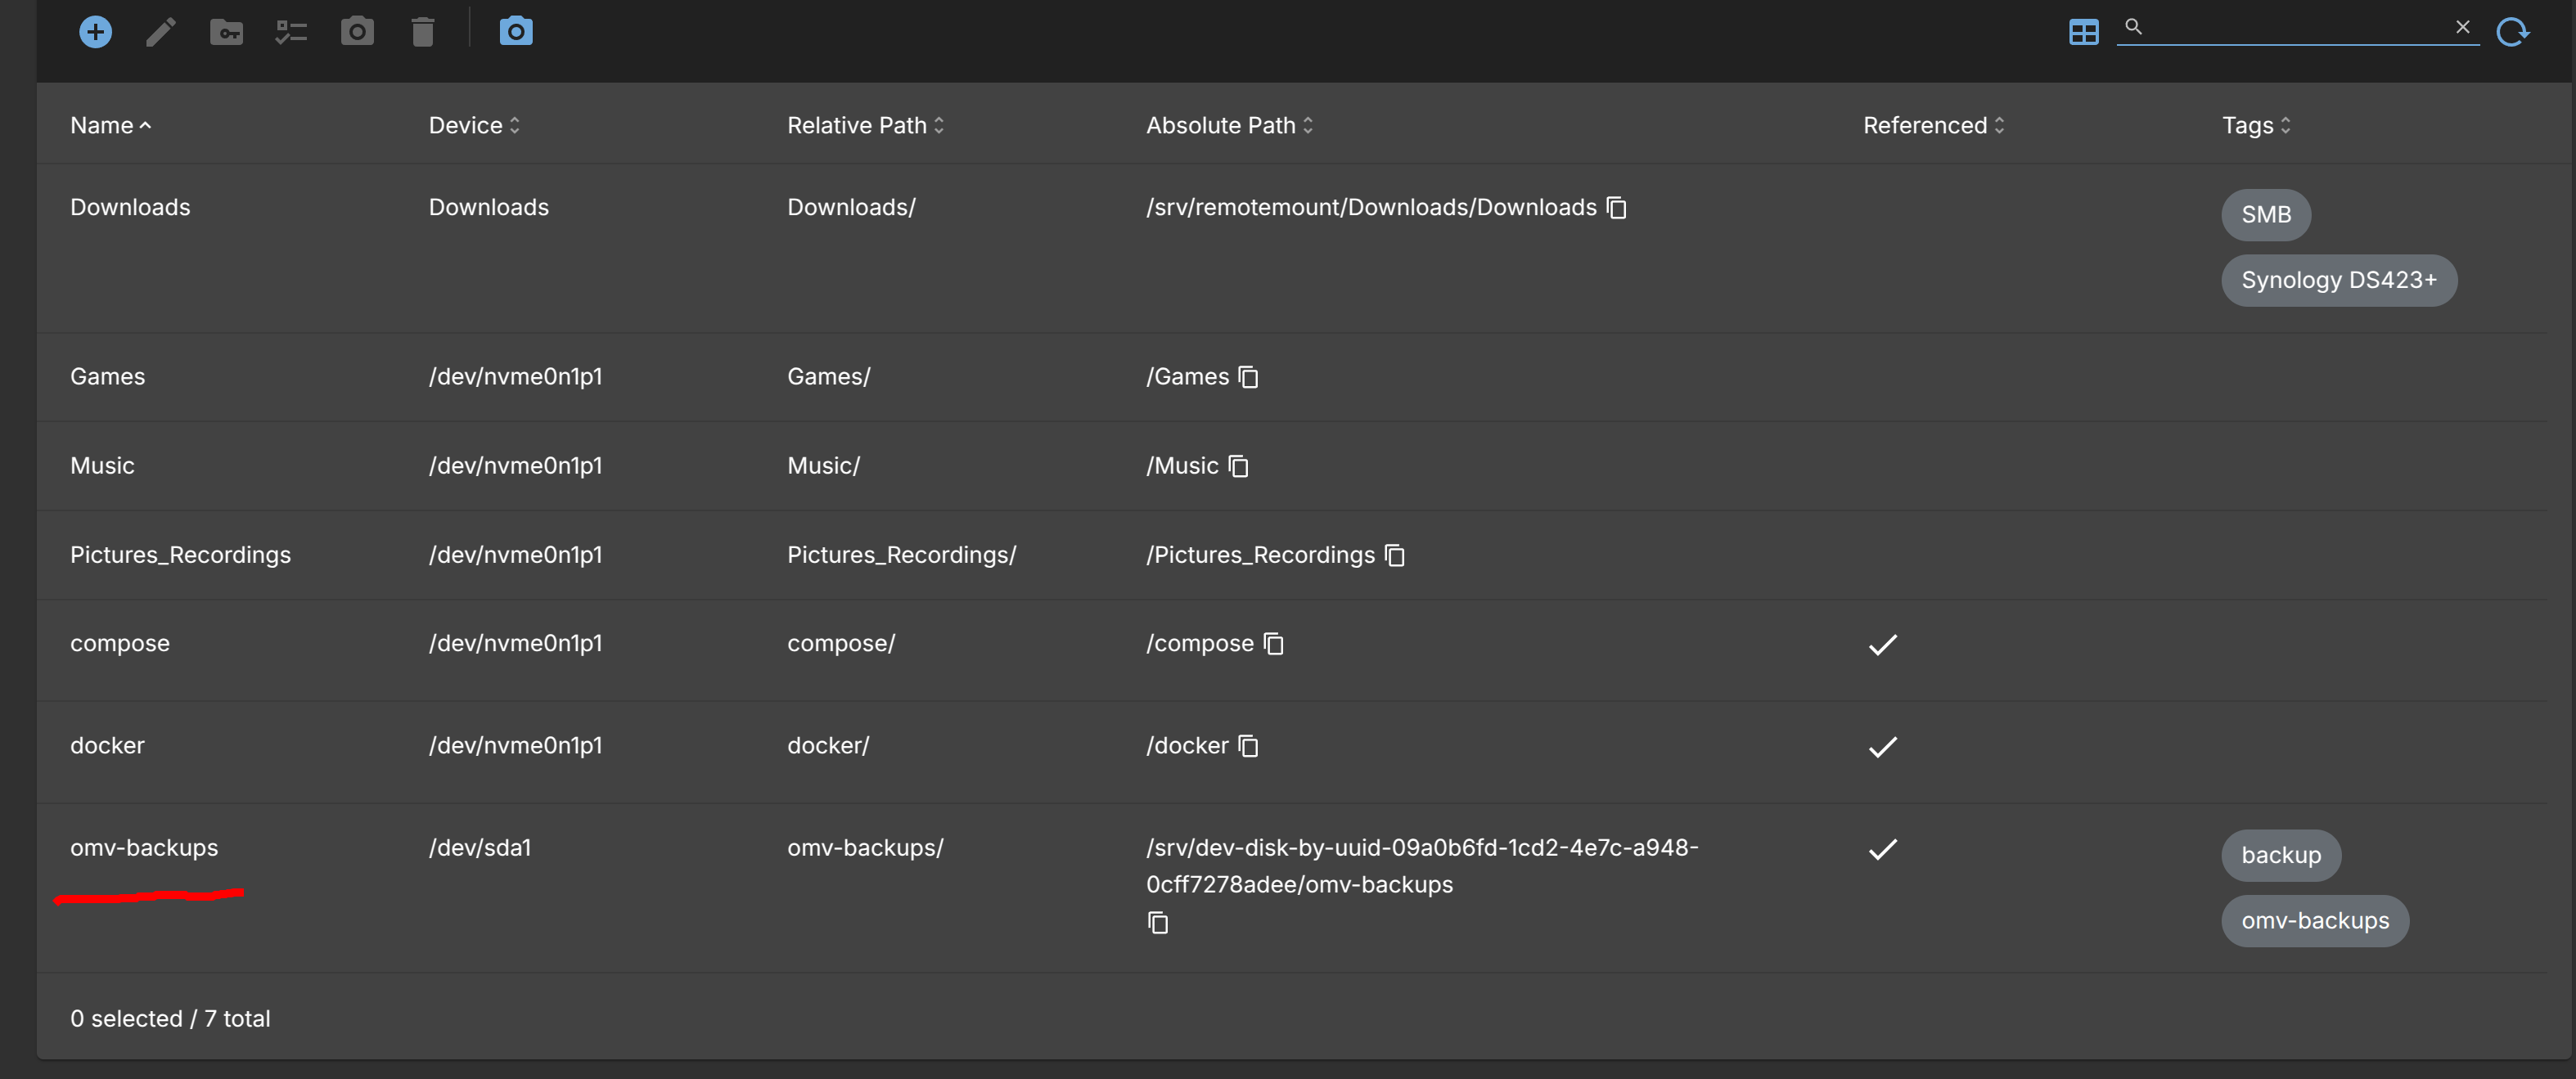 Name Device Relative Path Absolute Path Referenced Tags
Downloads Downloads Downloads/ /srv/remotemount/Downloads/Downloads SMB
Synology DS423+
Games /dev/nvme0n1p1 Games/ /Games
Music /dev/nvme0n1p1 Music/ /Music
Pictures_Recordings /dev/nvme0n1p1 Pictures_Recordings/ /Pictures_Recordings
compose /dev/nvme0n1p1 compose/ /compose
docker /dev/nvme0n1p1 docker/ /docker
omv-backups /dev/sda1 omv-backups/ /srv/dev-disk-by-uuid-09a0b6fd-1cd2-4e7c-a948- backup
0cff7278adee/omv-backups
omv-backups
0 selected / 7 total